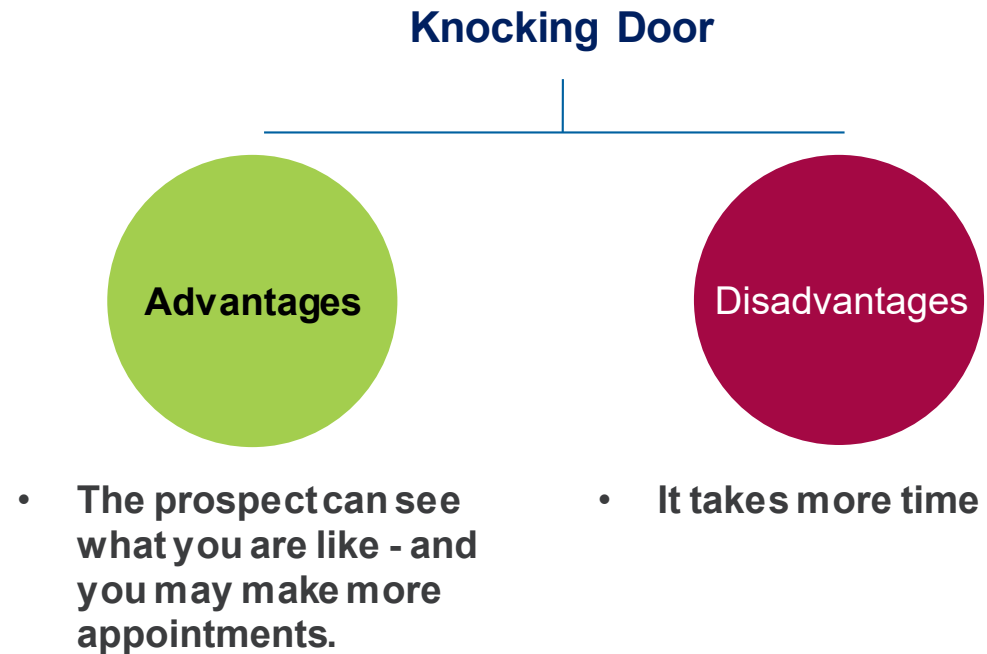 Knocking Door
Advantages
Disadvantages
• The prospect can see
what you are like - and
you may make more
appointments.
• It takes more time